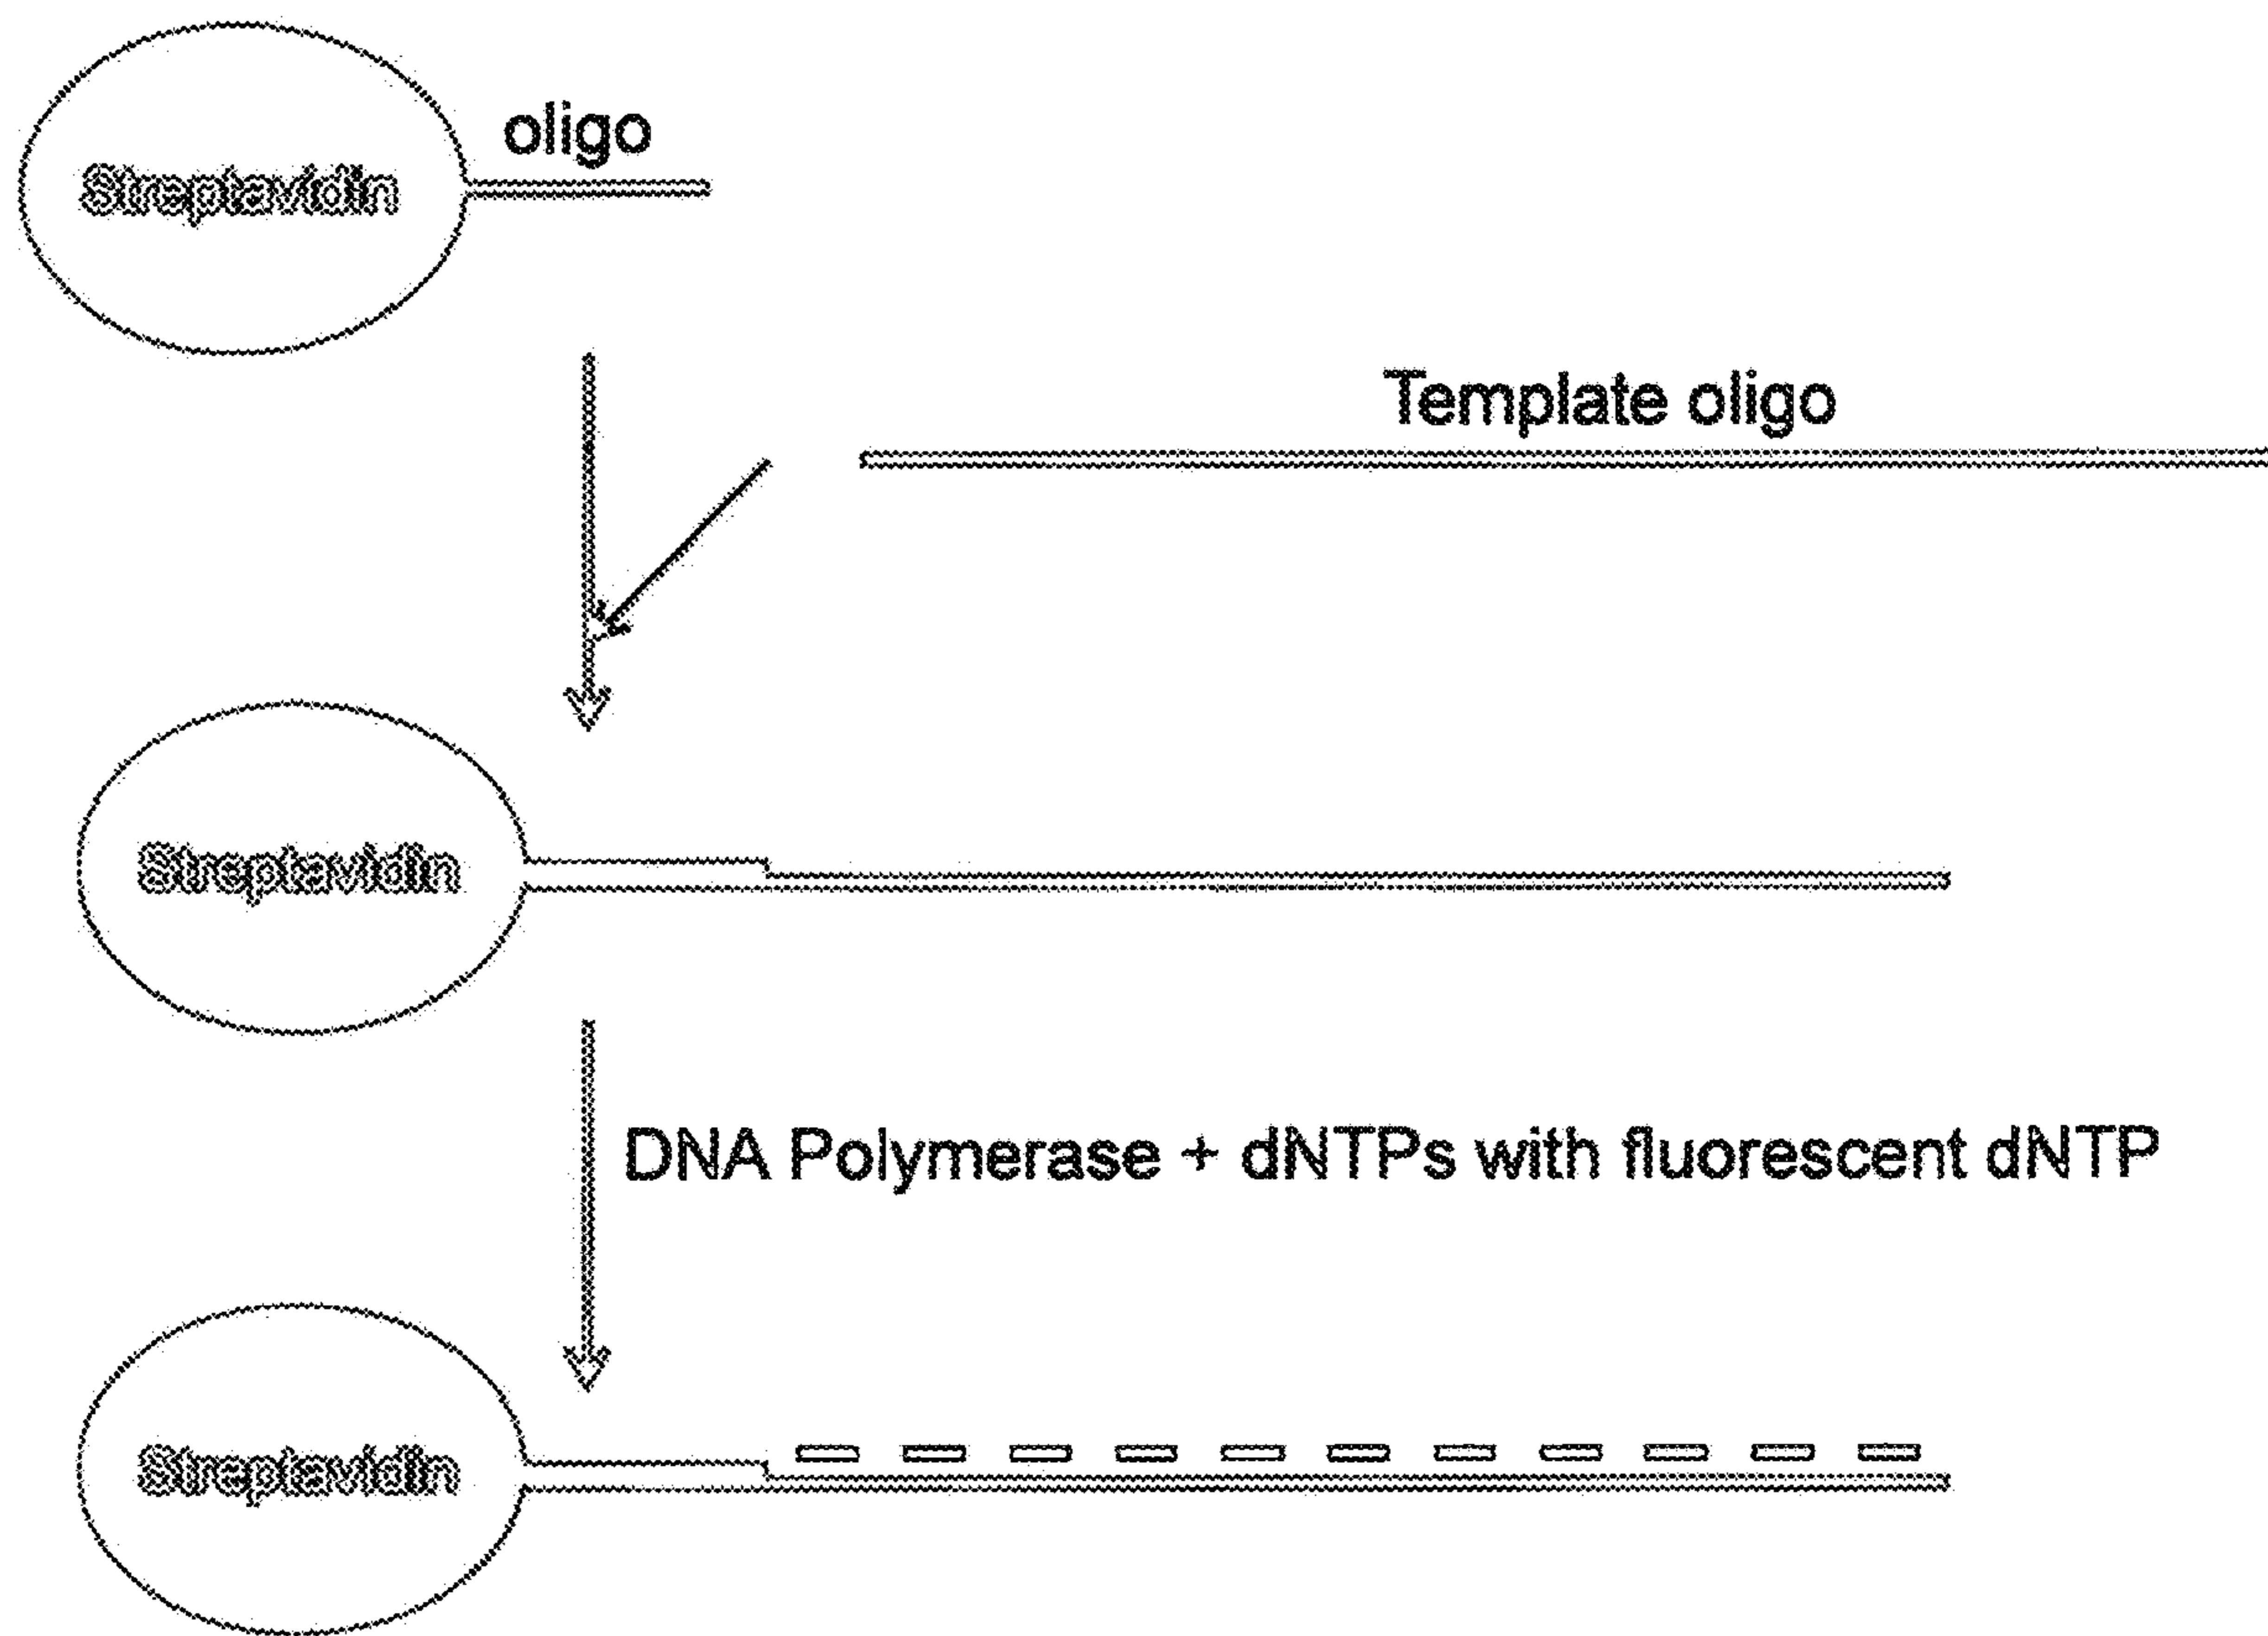 oligo
Streptavidin
Template oligo
Streptavidin
DNA Polymerase + dNTPs with fluorescent dNTP
Streptavidin